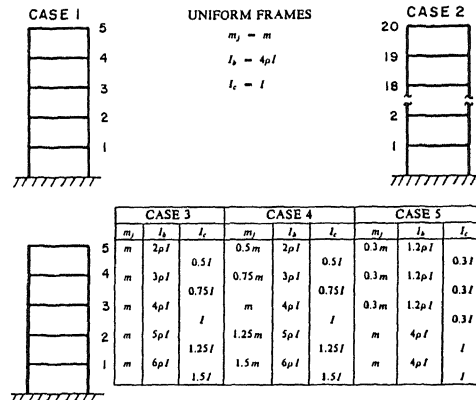 CASE 1
UNIFORM FRAMES
CASE 2
m_j = m
I_b = 4ρI
I_c = I
5
4
3
2
1
20
19
18
2
1
CASE 3 CASE 4 CASE 5
m_j I_b I_c m_j I_b I_c m_j I_b I_c
5 m 2ρI 0.5m 2ρI 0.3m 1.2ρI
0.5I 0.5I 0.3I
4 m 3ρI 0.75m 3ρI 0.3m 1.2ρI
0.75I 0.75I 0.3I
3 m 4ρI m 4ρI 0.3m 1.2ρI
I I 0.3I
2 m 5ρI 1.25m 5ρI m 4ρI
1.25I 1.25I I
1 m 6ρI 1.5m 6ρI m 4ρI
1.5I 1.5I I